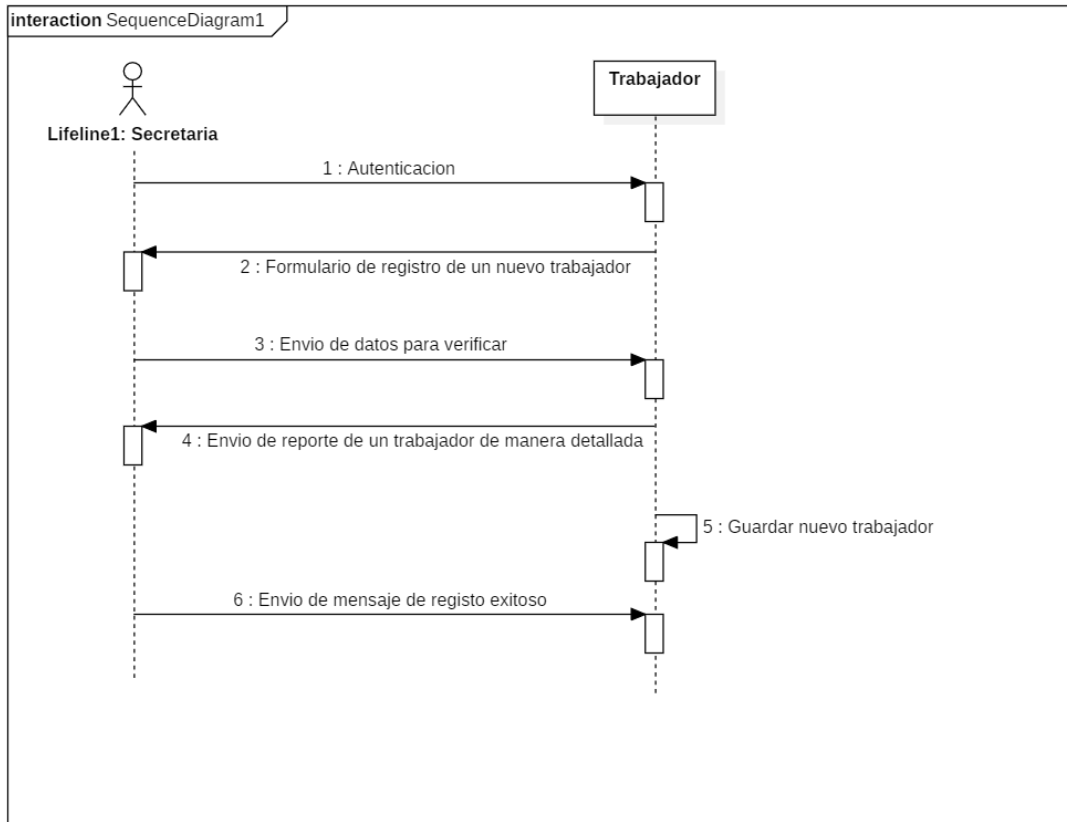 interaction SequenceDiagram1
Trabajador
Lifeline1: Secretaria
1 : Autenticacion
2 : Formulario de registro de un nuevo trabajador
3 : Envio de datos para verificar
4 : Envio de reporte de un trabajador de manera detallada
5 : Guardar nuevo trabajador
6 : Envio de mensaje de registo exitoso